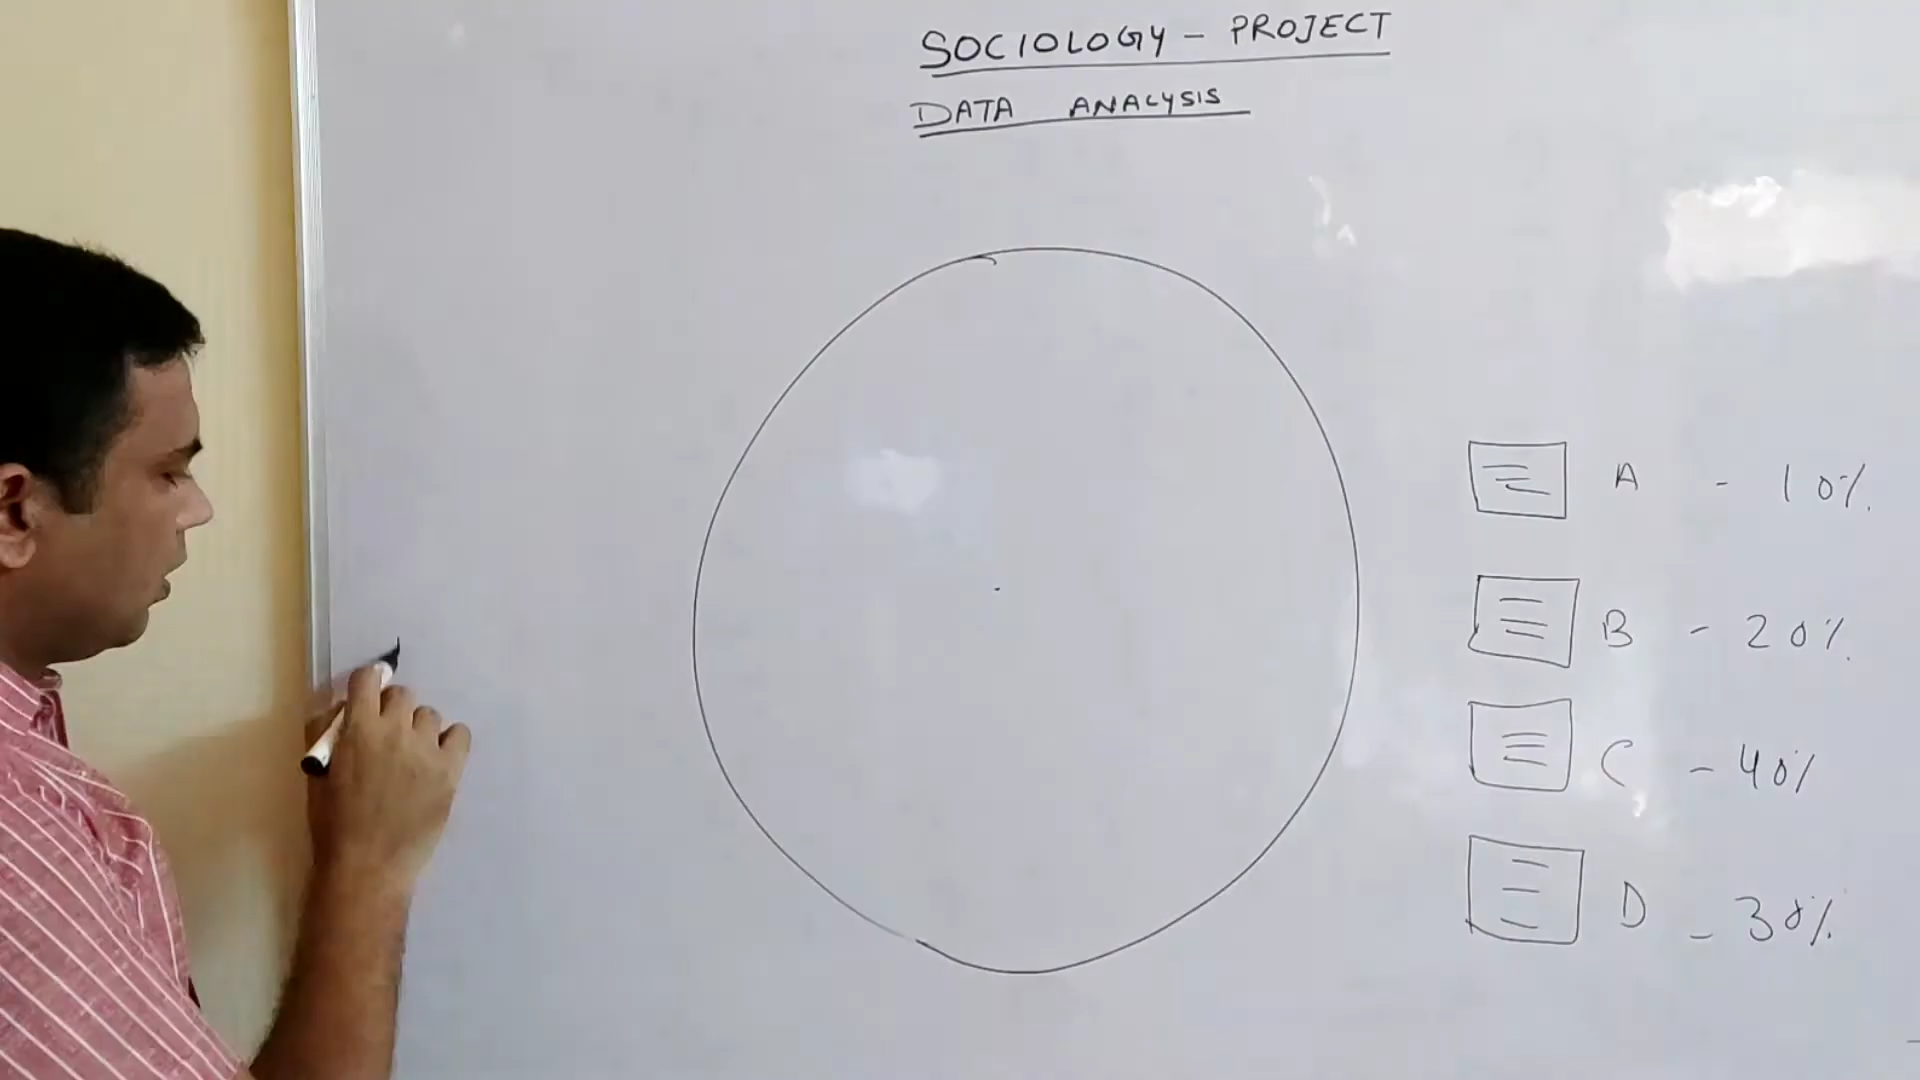 SOCIOLOGY - PROJECT
DATA ANALYSIS
A - 10%
B - 20%
C - 40%
D - 30%